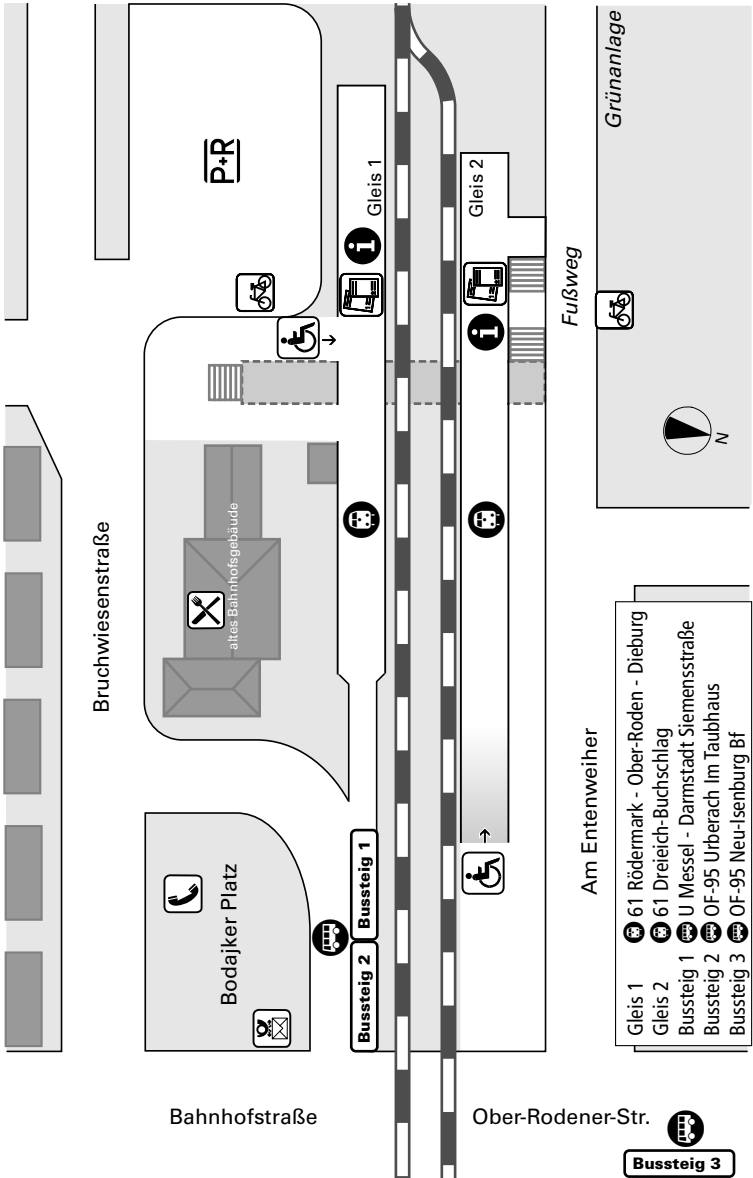 P+R
Grünanlage
Gleis 1
Gleis 2
Fußweg
N
Bruchwiesenstraße
altes Bahnhofsgebäude
Am Entenweiher
Bodajker Platz
Bussteig 1
Bussteig 2
Gleis 1 61 Rödermark - Ober-Roden - Dieburg
Gleis 2 61 Dreieich-Buchschlag
Bussteig 1 U Messel - Darmstadt Siemensstraße
Bussteig 2 OF-95 Urberach Im Taubhaus
Bussteig 3 OF-95 Neu-Isenburg Bf
Bahnhofstraße
Ober-Rodener-Str.
Bussteig 3